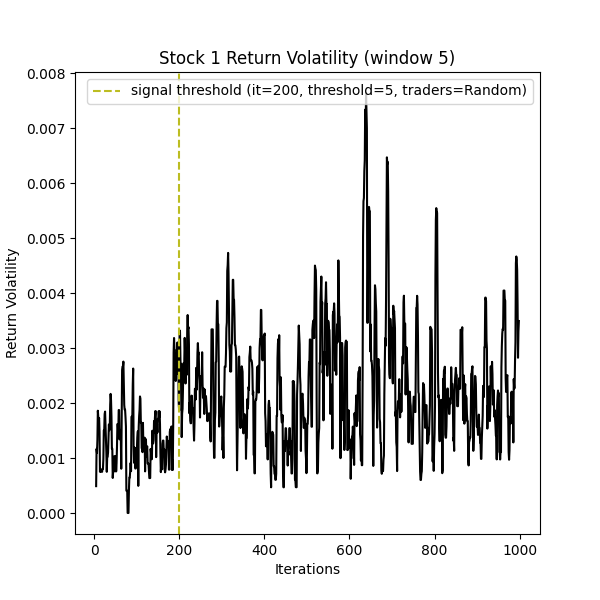 Stock 1 Return Volatility (window 5)
signal threshold (it=200, threshold=5, traders=Random)
0.008
0.007
0.006
0.005
0.004
0.003
0.002
0.001
0.000
Return Volatility
0 200 400 600 800 1000
Iterations